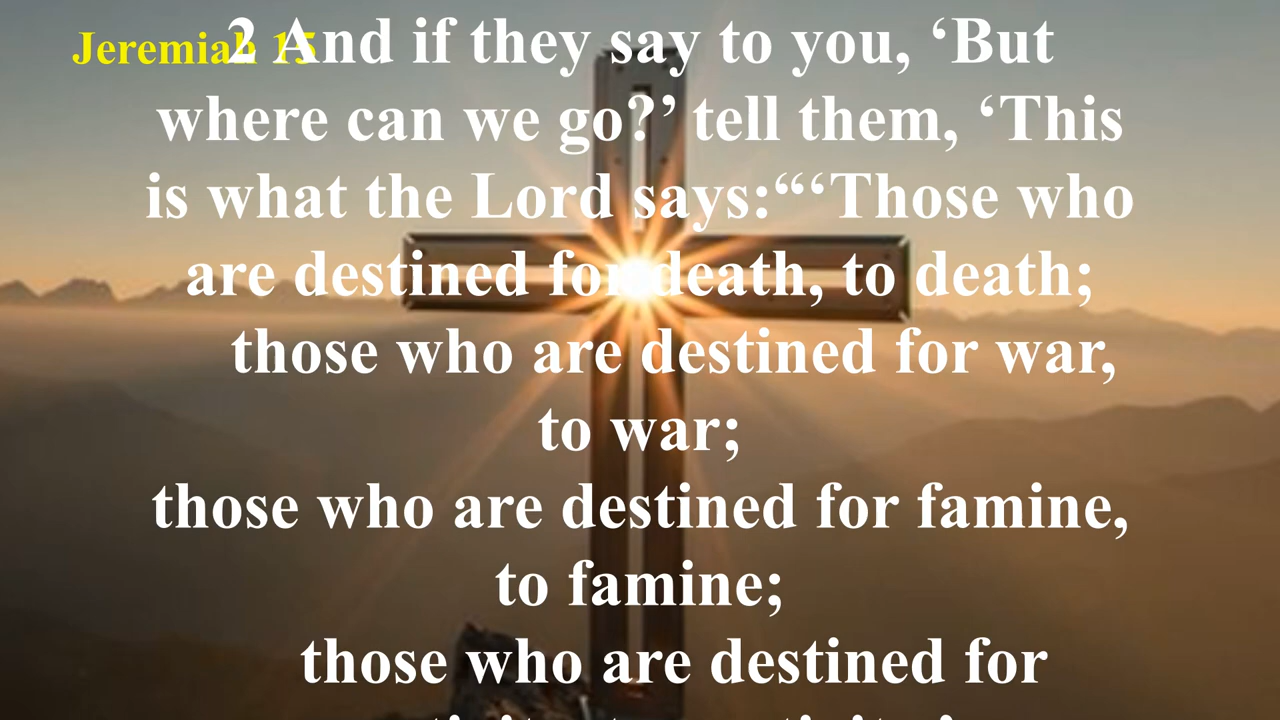 Jeremiah 15
2 And if they say to you, ‘But
where can we go?’ tell them, ‘This
is what the Lord says:“‘Those who
are destined for death, to death;
those who are destined for war,
to war;
those who are destined for famine,
to famine;
those who are destined for